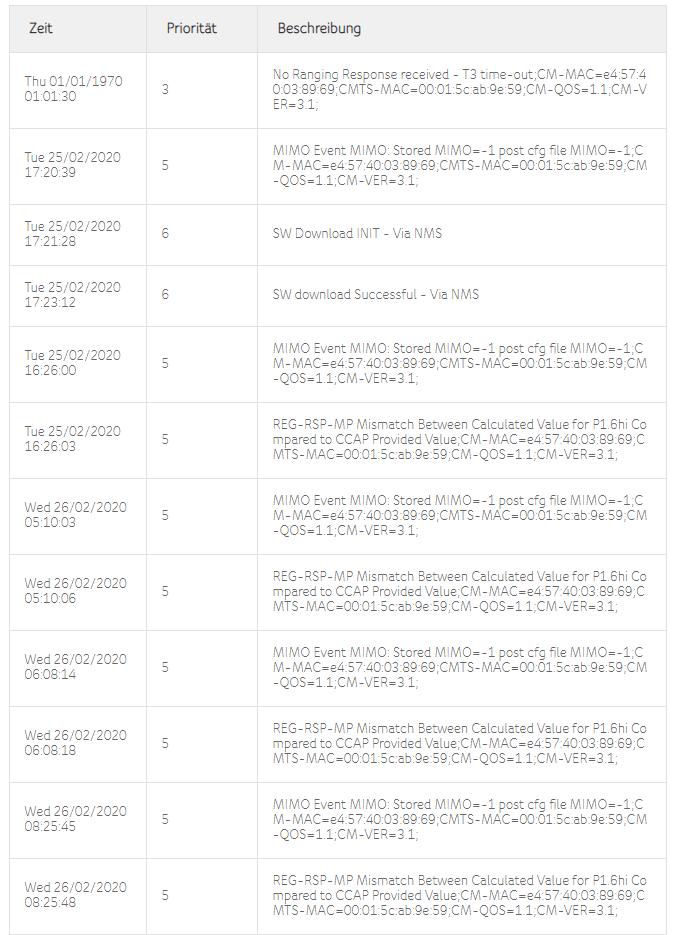 Zeit Priorität Beschreibung
Thu 01/01/1970
01:01:30
3
No Ranging Response received - T3 time-out;CM-MAC=e4:57:4
0:03:89:69;CMTS-MAC=00:01:5c:ab:9e:59;CM-QOS=1.1;CM-V
ER=3.1;
Tue 25/02/2020
17:20:39
5
MIMO Event MIMO: Stored MIMO=-1 post cfg file MIMO=-1;C
M-MAC=e4:57:40:03:89:69;CMTS-MAC=00:01:5c:ab:9e:59;CM
-QOS=1.1;CM-VER=3.1;
Tue 25/02/2020
17:21:28
6
SW Download INIT - Via NMS
Tue 25/02/2020
17:23:12
6
SW download Successful - Via NMS
Tue 25/02/2020
16:26:00
5
MIMO Event MIMO: Stored MIMO=-1 post cfg file MIMO=-1;C
M-MAC=e4:57:40:03:89:69;CMTS-MAC=00:01:5c:ab:9e:59;CM
-QOS=1.1;CM-VER=3.1;
Tue 25/02/2020
16:26:03
5
REG-RSP-MP Mismatch Between Calculated Value for P1.6hi Co
mpared to CCAP Provided Value;CM-MAC=e4:57:40:03:89:69;C
MTS-MAC=00:01:5c:ab:9e:59;CM-QOS=1.1;CM-VER=3.1;
Wed 26/02/2020
05:10:03
5
MIMO Event MIMO: Stored MIMO=-1 post cfg file MIMO=-1;C
M-MAC=e4:57:40:03:89:69;CMTS-MAC=00:01:5c:ab:9e:59;CM
-QOS=1.1;CM-VER=3.1;
Wed 26/02/2020
05:10:06
5
REG-RSP-MP Mismatch Between Calculated Value for P1.6hi Co
mpared to CCAP Provided Value;CM-MAC=e4:57:40:03:89:69;C
MTS-MAC=00:01:5c:ab:9e:59;CM-QOS=1.1;CM-VER=3.1;
Wed 26/02/2020
06:08:14
5
MIMO Event MIMO: Stored MIMO=-1 post cfg file MIMO=-1;C
M-MAC=e4:57:40:03:89:69;CMTS-MAC=00:01:5c:ab:9e:59;CM
-QOS=1.1;CM-VER=3.1;
Wed 26/02/2020
06:08:18
5
REG-RSP-MP Mismatch Between Calculated Value for P1.6hi Co
mpared to CCAP Provided Value;CM-MAC=e4:57:40:03:89:69;C
MTS-MAC=00:01:5c:ab:9e:59;CM-QOS=1.1;CM-VER=3.1;
Wed 26/02/2020
08:25:45
5
MIMO Event MIMO: Stored MIMO=-1 post cfg file MIMO=-1;C
M-MAC=e4:57:40:03:89:69;CMTS-MAC=00:01:5c:ab:9e:59;CM
-QOS=1.1;CM-VER=3.1;
Wed 26/02/2020
08:25:48
5
REG-RSP-MP Mismatch Between Calculated Value for P1.6hi Co
mpared to CCAP Provided Value;CM-MAC=e4:57:40:03:89:69;C
MTS-MAC=00:01:5c:ab:9e:59;CM-QOS=1.1;CM-VER=3.1;